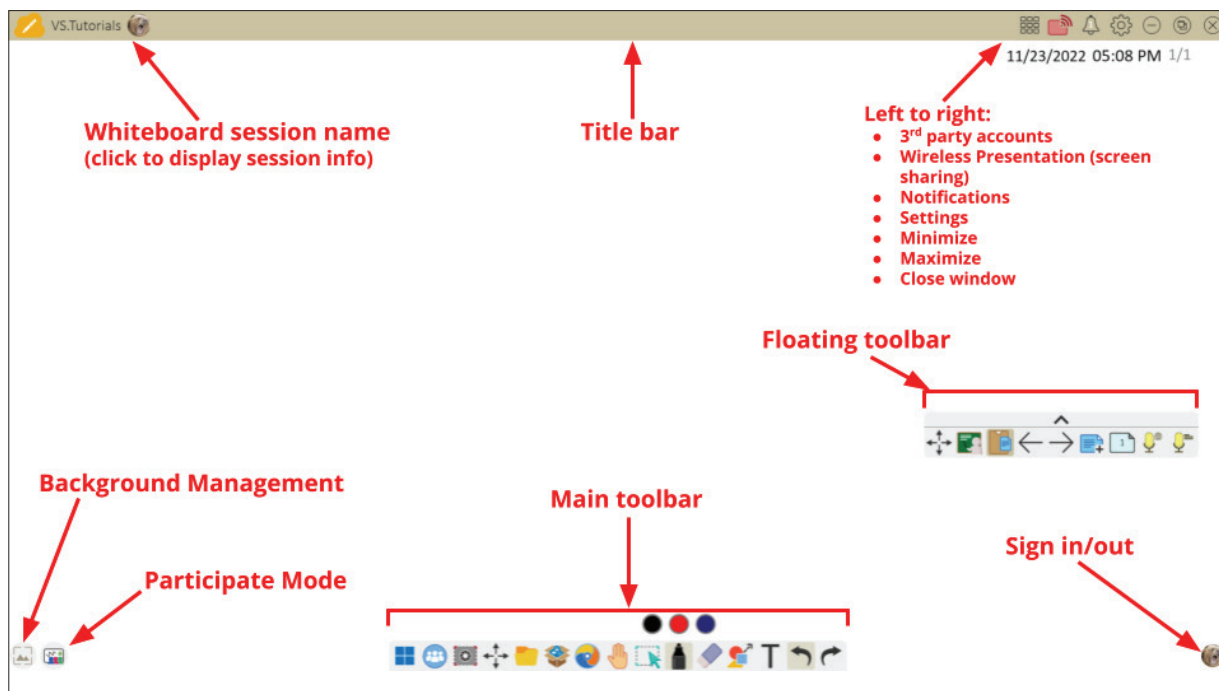 VS.Tutorials
11/23/2022 05:08 PM 1/1
Whiteboard session name
(click to display session info)
Title bar
Left to right:
● 3rd party accounts
● Wireless Presentation (screen
sharing)
● Notifications
● Settings
● Minimize
● Maximize
● Close window
Floating toolbar
1
Background Management
Main toolbar
Sign in/out
Participate Mode
T